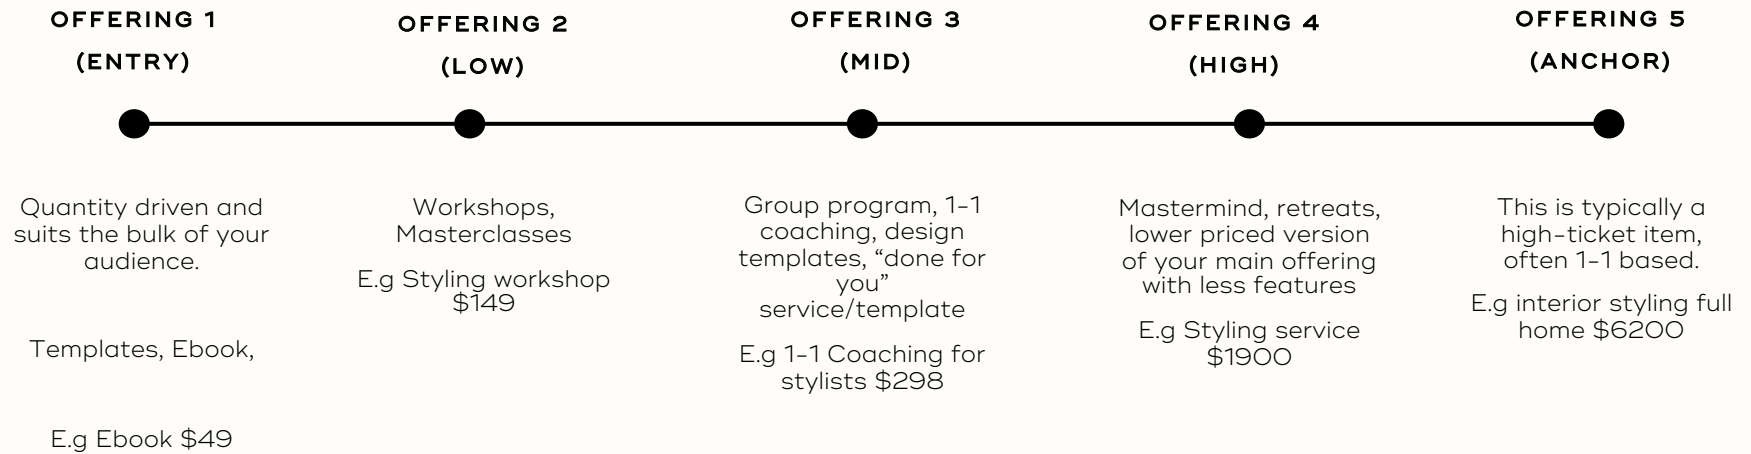 OFFERING 1
(ENTRY)
Quantity driven and
suits the bulk of your
audience.
Templates, Ebook,
E.g Ebook $49
OFFERING 2
(LOW)
Workshops,
Masterclasses
E.g Styling workshop
$149
OFFERING 3
(MID)
Group program, 1-1
coaching, design
templates, “done for
you”
service/template
E.g 1-1 Coaching for
stylists $298
OFFERING 4
(HIGH)
Mastermind, retreats,
lower priced version
of your main offering
with less features
E.g Styling service
$1900
OFFERING 5
(ANCHOR)
This is typically a
high-ticket item,
often 1-1 based.
E.g interior styling full
home $6200